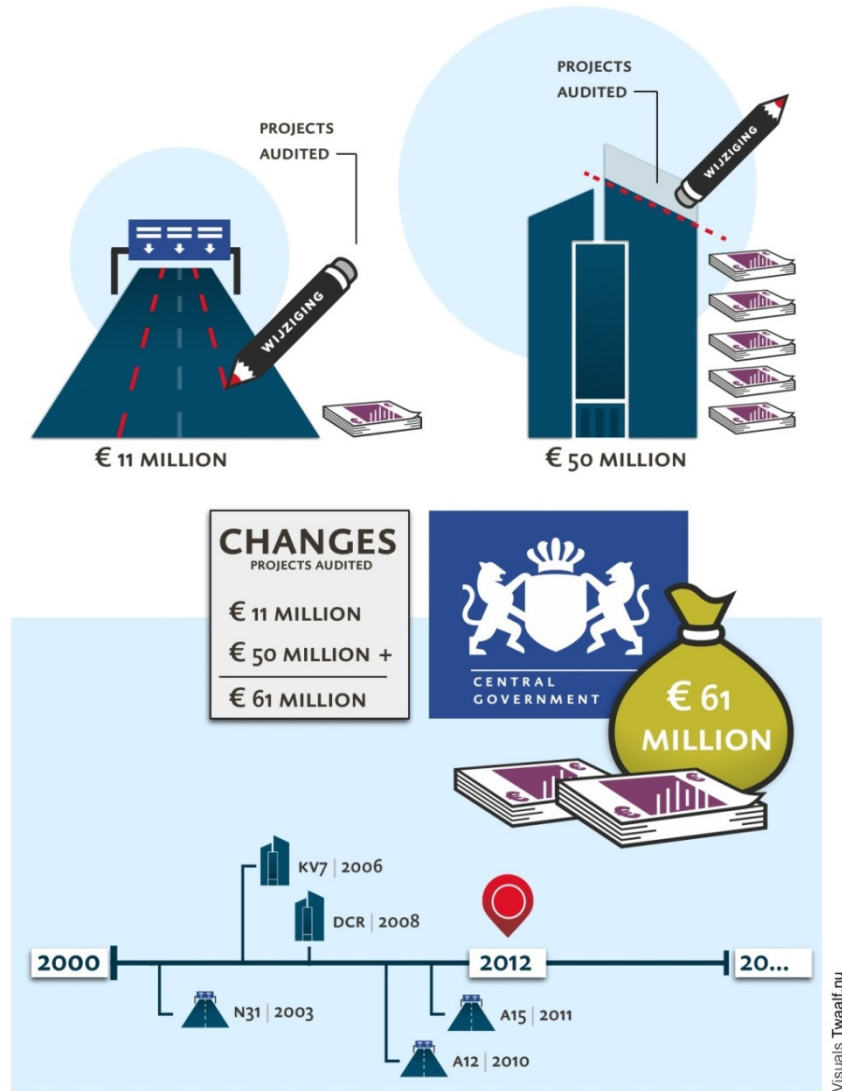 PROJECTS
AUDITED
WIJZIGING
€ 11 MILLION
PROJECTS
AUDITED
WIJZIGING
€ 50 MILLION
CHANGES
PROJECTS AUDITED
€ 11 MILLION
€ 50 MILLION +
€ 61 MILLION
CENTRAL
GOVERNMENT
€ 61
MILLION
KV7 | 2006
DCR | 2008
2000
2012
20...
N31 | 2003
A15 | 2011
A12 | 2010
Visuals Twaalf.nu